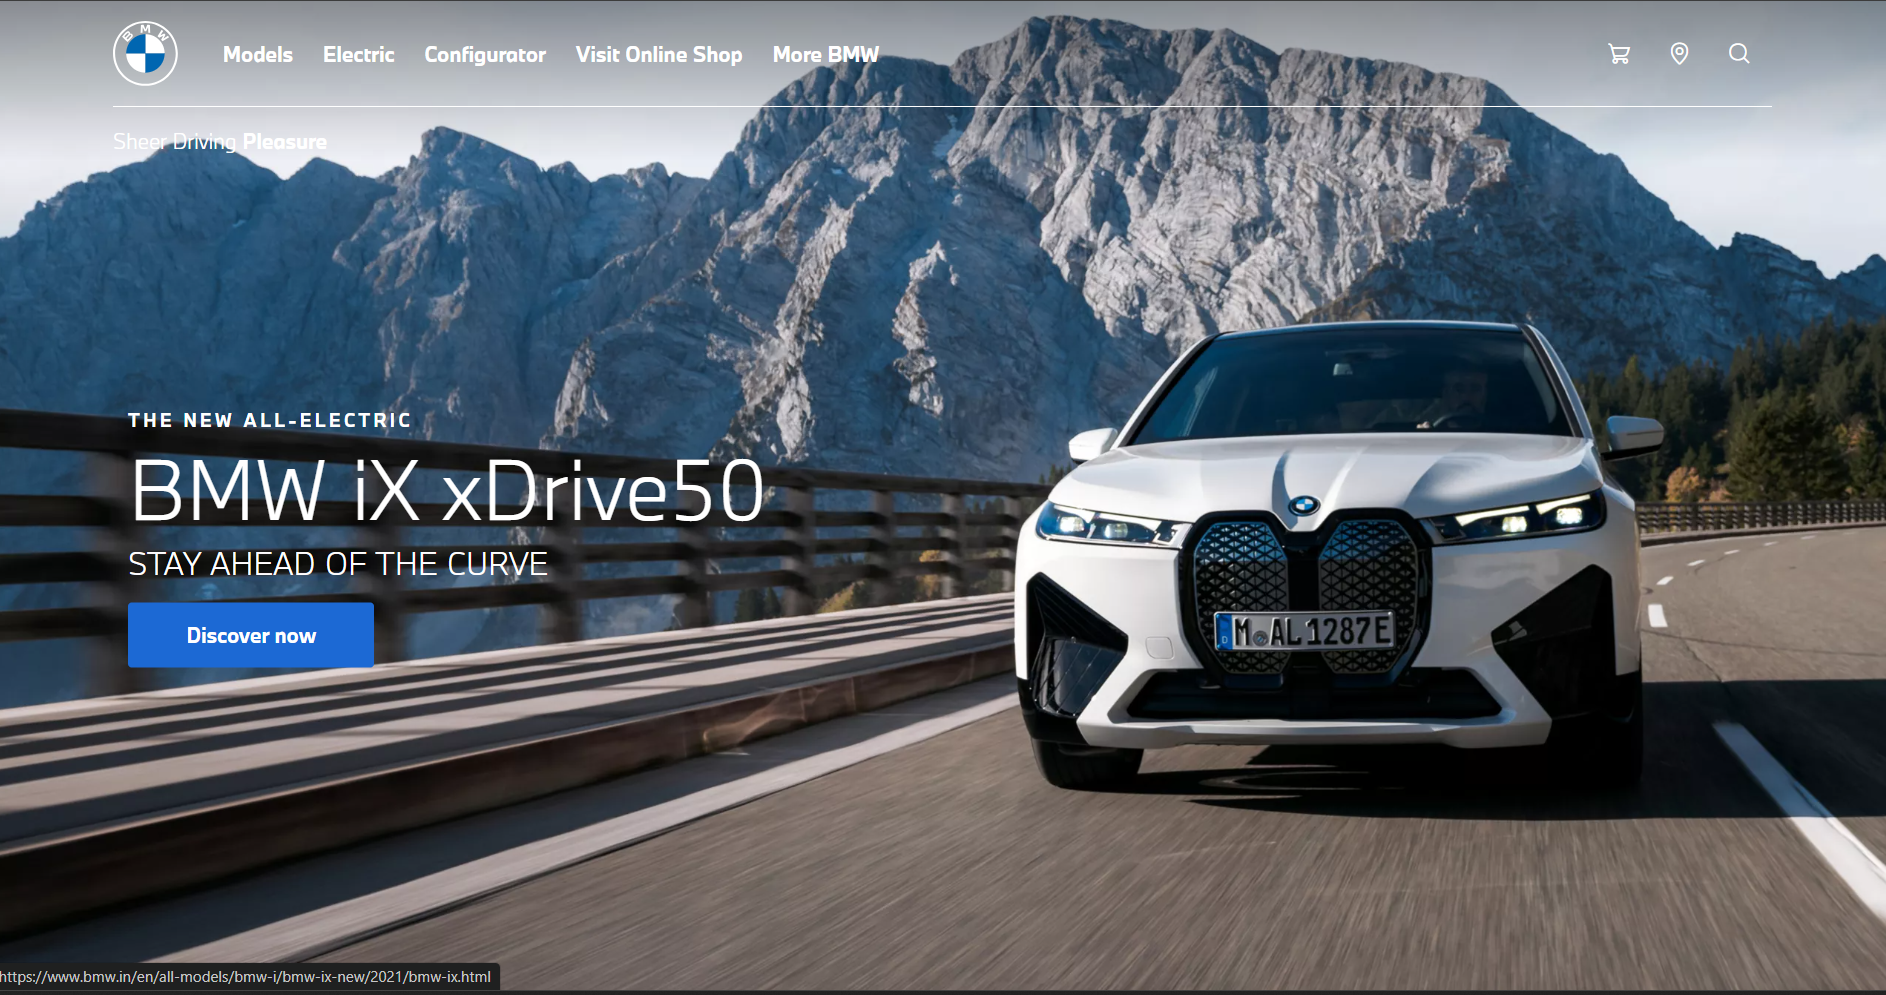 BMW
Models Electric Configurator Visit Online Shop More BMW
Sheer Driving Pleasure
THE NEW ALL-ELECTRIC
BMW iX xDrive50
STAY AHEAD OF THE CURVE
Discover now
D M AL 1287E
https://www.bmw.in/en/all-models/bmw-i/bmw-ix-new/2021/bmw-ix.html